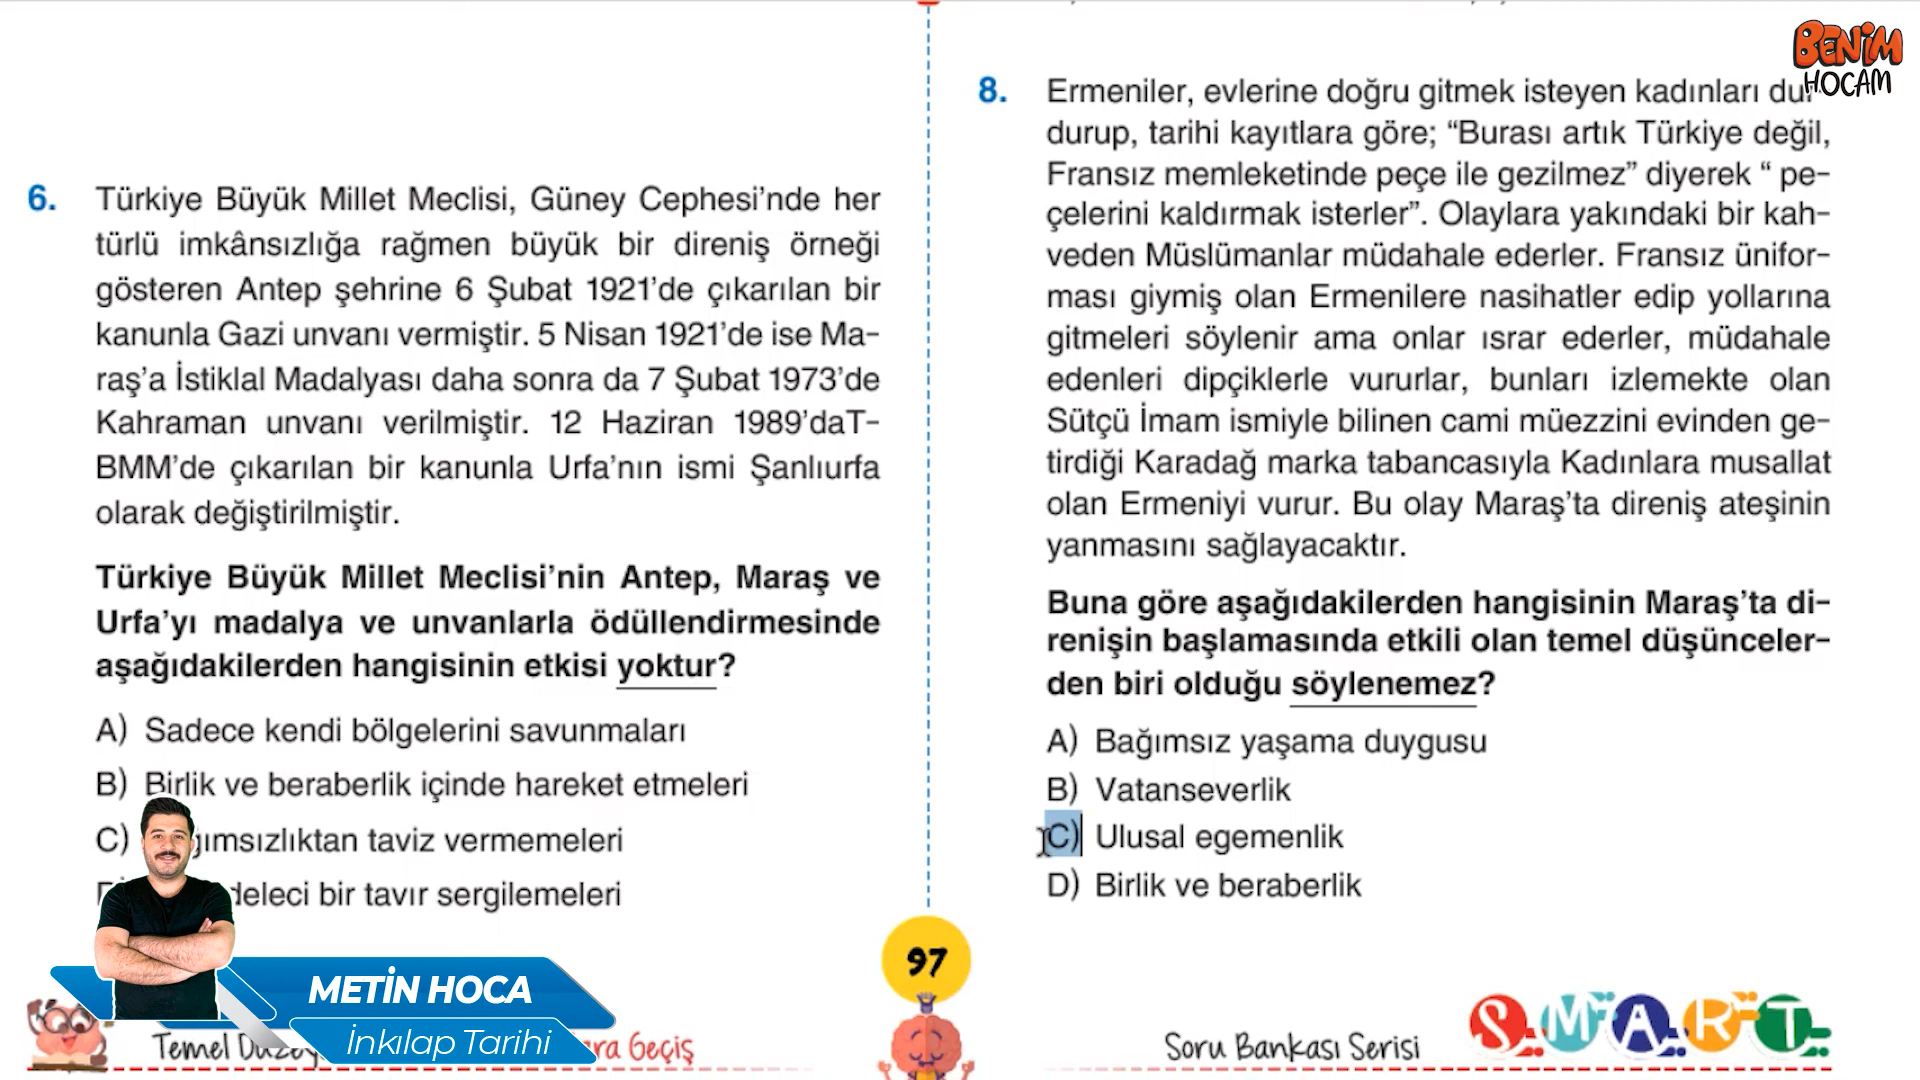 BENİM
HOCAM
6. Türkiye Büyük Millet Meclisi, Güney Cephesi’nde her
türlü imkânsızlığa rağmen büyük bir direniş örneği
gösteren Antep şehrine 6 Şubat 1921’de çıkarılan bir
kanunla Gazi unvanı vermiştir. 5 Nisan 1921’de ise Ma-
raş’a İstiklal Madalyası daha sonra da 7 Şubat 1973’de
Kahraman unvanı verilmiştir. 12 Haziran 1989’daT-
BMM’de çıkarılan bir kanunla Urfa’nın ismi Şanlıurfa
olarak değiştirilmiştir.
Türkiye Büyük Millet Meclisi’nin Antep, Maraş ve
Urfa’yı madalya ve unvanlarla ödüllendirmesinde
aşağıdakilerden hangisinin etkisi yoktur?
A) Sadece kendi bölgelerini savunmaları
B) Birlik ve beraberlik içinde hareket etmeleri
C) ğımsızlıktan taviz vermemeleri
deleci bir tavır sergilemeleri
8. Ermeniler, evlerine doğru gitmek isteyen kadınları dur-
durup, tarihi kayıtlara göre; “Burası artık Türkiye değil,
Fransız memleketinde peçe ile gezilmez” diyerek “ pe-
çelerini kaldırmak isterler”. Olaylara yakındaki bir kah-
veden Müslümanlar müdahale ederler. Fransız ünifor-
ması giymiş olan Ermenilere nasihatler edip yollarına
gitmeleri söylenir ama onlar ısrar ederler, müdahale
edenleri dipçiklerle vururlar, bunları izlemekte olan
Sütçü İmam ismiyle bilinen cami müezzini evinden ge-
tirdiği Karadağ marka tabancasıyla Kadınlara musallat
olan Ermeniyi vurur. Bu olay Maraş’ta direniş ateşinin
yanmasını sağlayacaktır.
Buna göre aşağıdakilerden hangisinin Maraş’ta di-
renişin başlamasında etkili olan temel düşünceler-
den biri olduğu söylenemez?
A) Bağımsız yaşama duygusu
B) Vatanseverlik
C) Ulusal egemenlik
D) Birlik ve beraberlik
97
METİN HOCA
İnkılap Tarihi
Temel Düzey
ra Geçiş
Soru Bankası Serisi
SMART